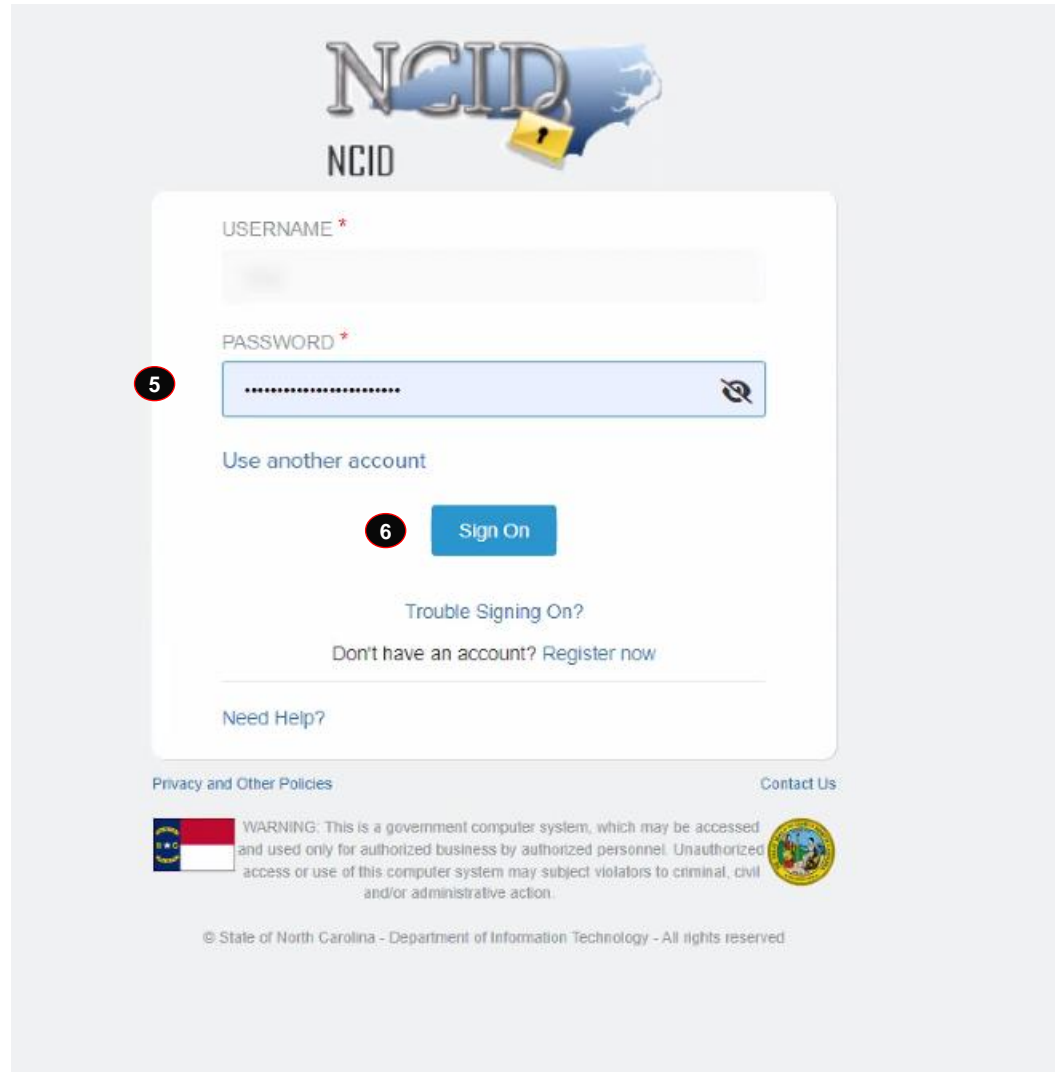 NCID
NCID
USERNAME *
PASSWORD *
5 ••••••••••••••••••••••••
Use another account
6 Sign On
Trouble Signing On?
Don't have an account? Register now
Need Help?
Privacy and Other Policies Contact Us
WARNING: This is a government computer system, which may be accessed
and used only for authorized business by authorized personnel. Unauthorized
access or use of this computer system may subject violators to criminal, civil
and/or administrative action.
N C
© State of North Carolina - Department of Information Technology - All rights reserved